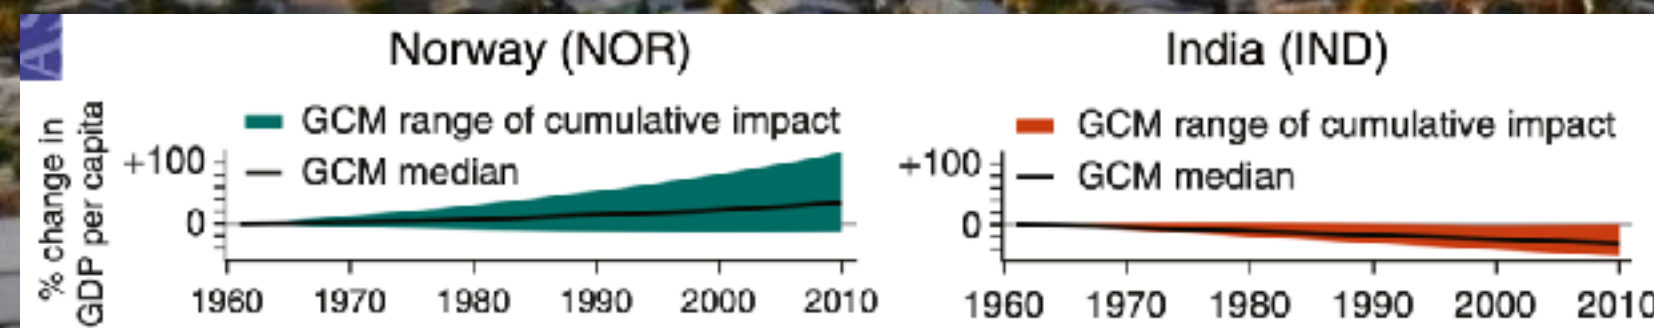 Norway (NOR)
GCM range of cumulative impact
GCM median
% change in
GDP per capita
+100
0
1960 1970 1980 1990 2000 2010
India (IND)
GCM range of cumulative impact
GCM median
+100
0
1960 1970 1980 1990 2000 2010